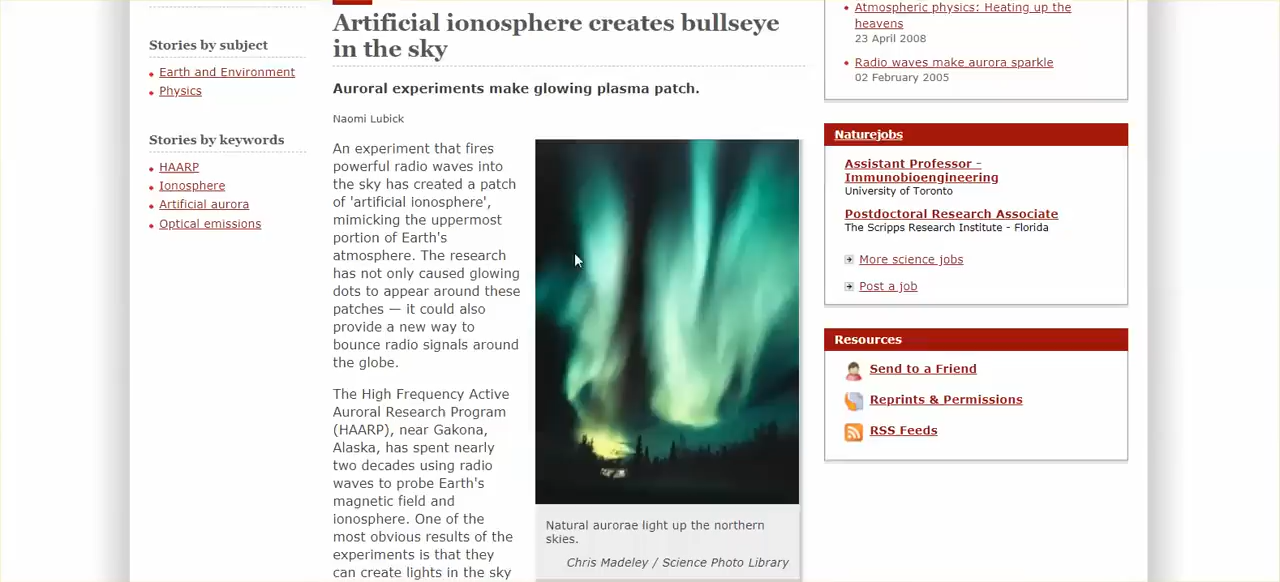 Stories by subject
Earth and Environment
Physics
Stories by keywords
HAARP
Ionosphere
Artificial aurora
Optical emissions
Artificial ionosphere creates bullseye
in the sky
Auroral experiments make glowing plasma patch.
Naomi Lubick
An experiment that fires
powerful radio waves into
the sky has created a patch
of 'artificial ionosphere',
mimicking the uppermost
portion of Earth's
atmosphere. The research
has not only caused glowing
dots to appear around these
patches — it could also
provide a new way to
bounce radio signals around
the globe.
The High Frequency Active
Auroral Research Program
(HAARP), near Gakona,
Alaska, has spent nearly
two decades using radio
waves to probe Earth's
magnetic field and
ionosphere. One of the
most obvious results of the
experiments is that they
can create lights in the sky
Natural aurorae light up the northern
skies.
Chris Madeley / Science Photo Library
Atmospheric physics: Heating up the
heavens
23 April 2008
Radio waves make aurora sparkle
02 February 2005
Naturejobs
Assistant Professor -
Immunobioengineering
University of Toronto
Postdoctoral Research Associate
The Scripps Research Institute - Florida
More science jobs
Post a job
Resources
Send to a Friend
Reprints & Permissions
RSS Feeds